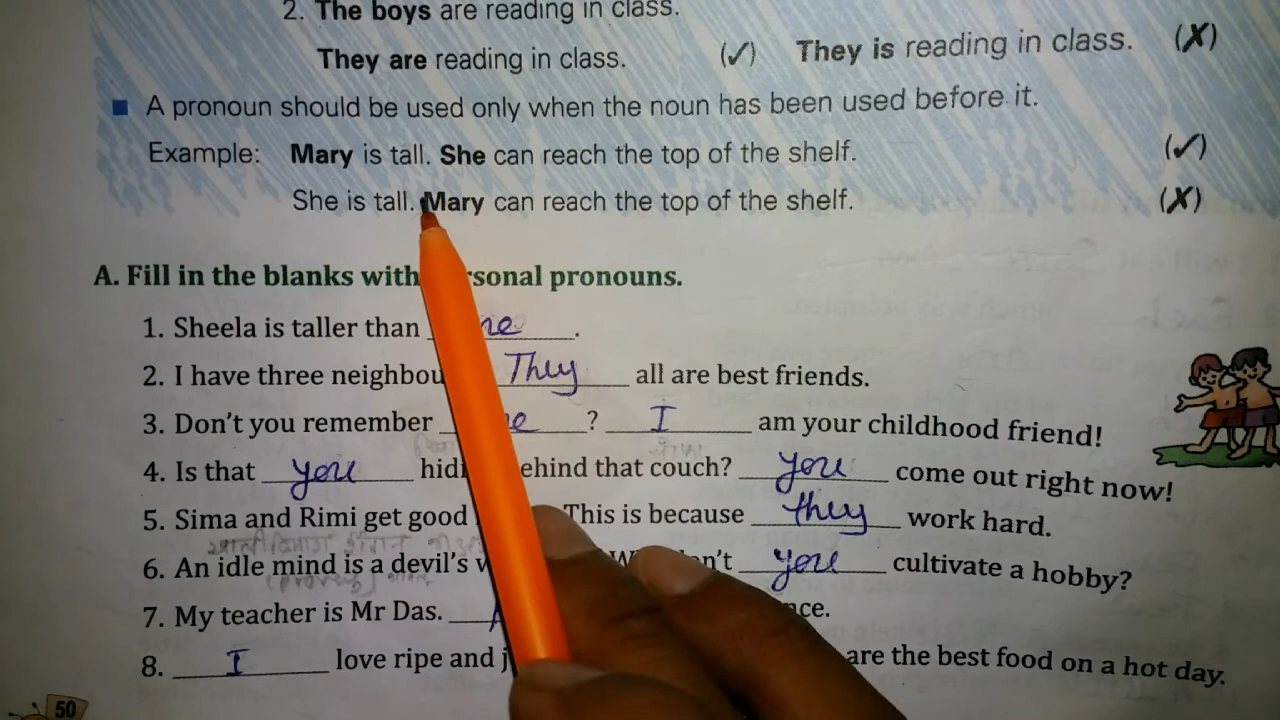 2. The boys are reading in class.
They are reading in class. (✓) They is reading in class. (✗)
■ A pronoun should be used only when the noun has been used before it.
Example: Mary is tall. She can reach the top of the shelf. (✓)
She is tall. Mary can reach the top of the shelf. (✗)
A. Fill in the blanks with sonal pronouns.
1. Sheela is taller than ______.
2. I have three neighbou They all are best friends.
3. Don't you remember ______? I am your childhood friend!
4. Is that you hidi ehind that couch? you come out right now!
5. Sima and Rimi get good This is because they work hard.
6. An idle mind is a devil's n't you cultivate a hobby?
7. My teacher is Mr Das. nce.
8. I love ripe and j are the best food on a hot day.
50